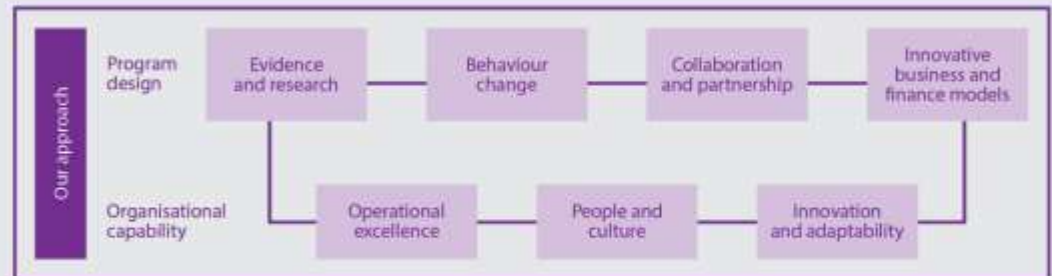 Our approach
Program
design
Evidence
and research
Behaviour
change
Collaboration
and partnership
Innovative
business and
finance models
Organisational
capability
Operational
excellence
People and
culture
Innovation
and adaptability